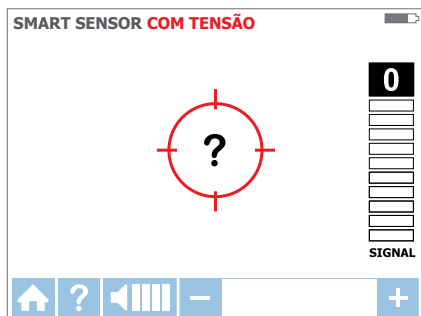 SMART SENSOR COM TENSÃO
0
?
SIGNAL
? − +